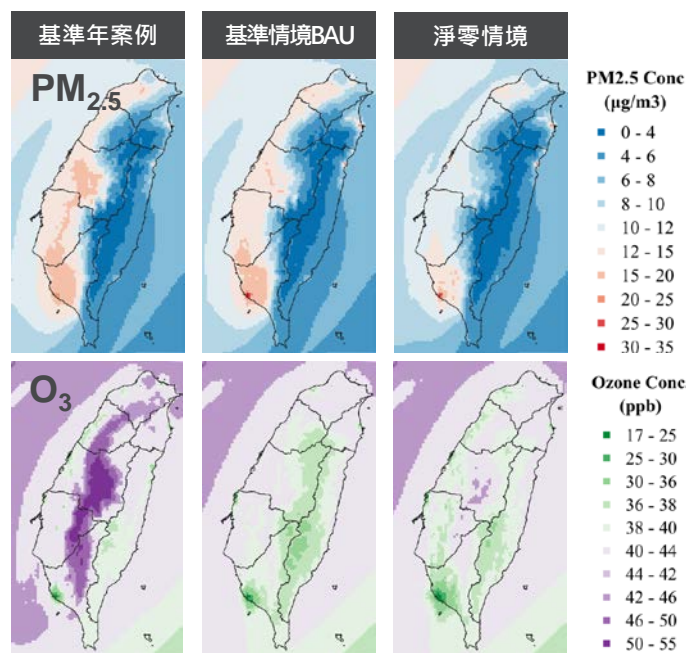 基準年案例
基準情境BAU
淨零情境
PM2.5
PM2.5 Conc
(μg/m3)
0 - 4
4 - 6
6 - 8
8 - 10
10 - 12
12 - 15
15 - 20
20 - 25
25 - 30
30 - 35
O3
Ozone Conc.
(ppb)
17 - 25
25 - 30
30 - 36
36 - 38
38 - 40
40 - 44
44 - 42
42 - 46
46 - 50
50 - 55